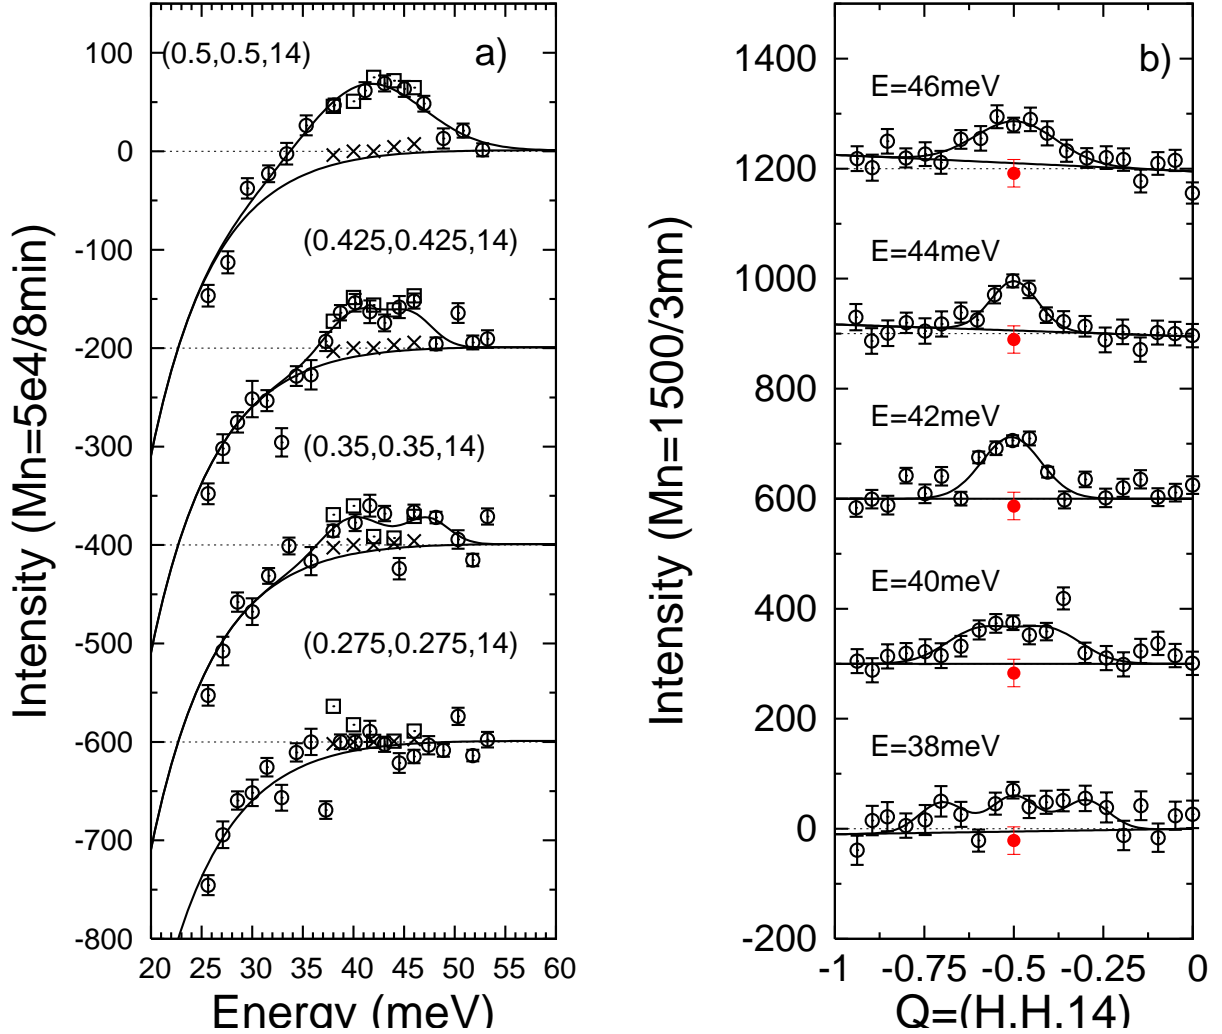 a)
(0.5,0.5,14)
(0.425,0.425,14)
(0.35,0.35,14)
(0.275,0.275,14)
100
0
-100
-200
-300
-400
-500
-600
-700
-800
20 25 30 35 40 45 50 55 60
Energy (meV)
Intensity (Mn=5e4/8min)
b)
E=46meV
E=44meV
E=42meV
E=40meV
E=38meV
1400
1200
1000
800
600
400
200
0
-200
-1 -0.75 -0.5 -0.25 0
Q=(H,H,14)
Intensity (Mn=1500/3mn)